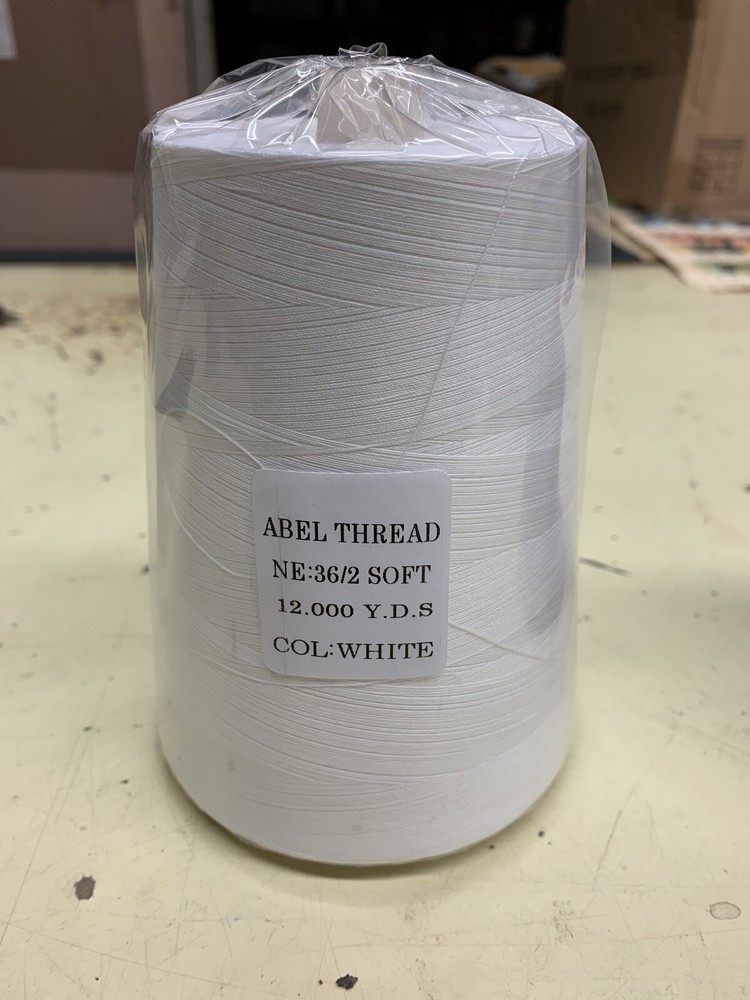 ABEL THREAD
NE:36/2 SOFT
12.000 Y.D.S
COL:WHITE